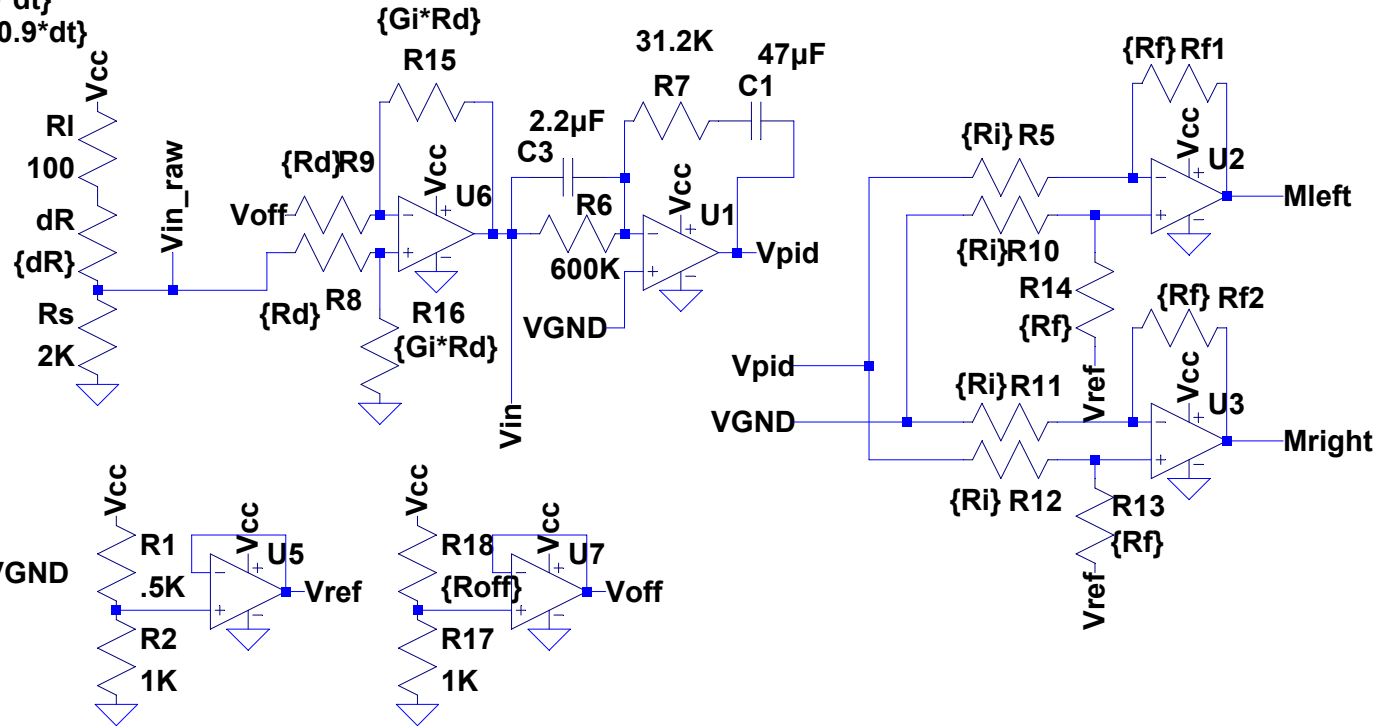 dt}
0.9*dt}
Vcc
Rl
100
dR
{dR}
Rs
2K
Vin_raw
{Gi*Rd}
R15
{Rd}R9
Voff
Vcc
U6
{Rd}
R8
R16
{Gi*Rd}
Vin
31.2K
R7
47µF
C1
2.2µF
C3
R6
600K
Vcc
U1
VGND
Vpid
{Rf} Rf1
{Ri} R5
Vcc
U2
Mleft
{Ri}R10
R14
{Rf}
Vref
Vpid
VGND
{Rf} Rf2
{Ri} R11
Vcc
U3
Mright
{Ri} R12
R13
{Rf}
Vref
VGND
Vcc
R1
.5K
R2
1K
Vcc
U5
Vref
Vcc
R18
{Roff}
R17
1K
Vcc
U7
Voff